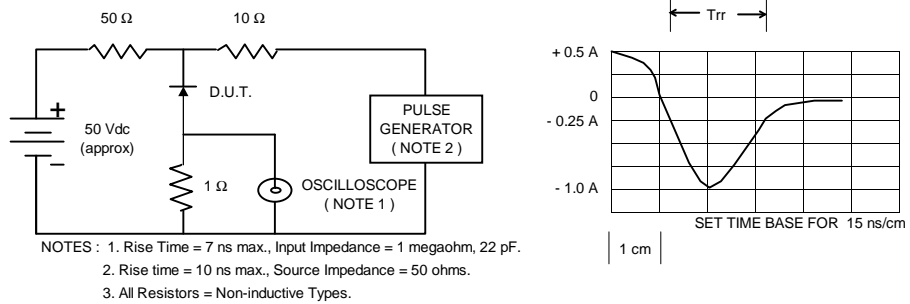 50 Ω
10 Ω
Trr
+ 0.5 A
D.U.T.
0
+
50 Vdc
(approx)
−
PULSE
GENERATOR
( NOTE 2 )
- 0.25 A
1 Ω
OSCILLOSCOPE
( NOTE 1 )
- 1.0 A
SET TIME BASE FOR 15 ns/cm
1 cm
NOTES : 1. Rise Time = 7 ns max., Input Impedance = 1 megaohm, 22 pF.
2. Rise time = 10 ns max., Source Impedance = 50 ohms.
3. All Resistors = Non-inductive Types.